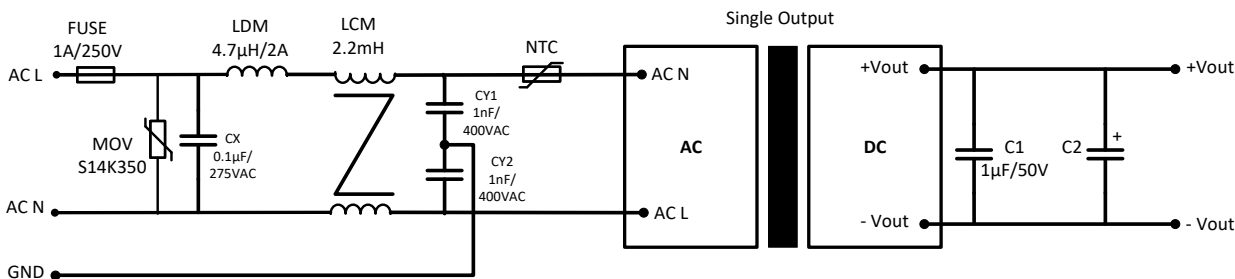 Single Output
FUSE
1A/250V
LDM
4.7µH/2A
LCM
2.2mH
NTC
AC L
AC N
+Vout
+Vout
MOV
S14K350
CX
0.1µF/
275VAC
CY1
1nF/
400VAC
CY2
1nF/
400VAC
AC
DC
C1
1µF/50V
C2
+
AC N
AC L
- Vout
- Vout
GND